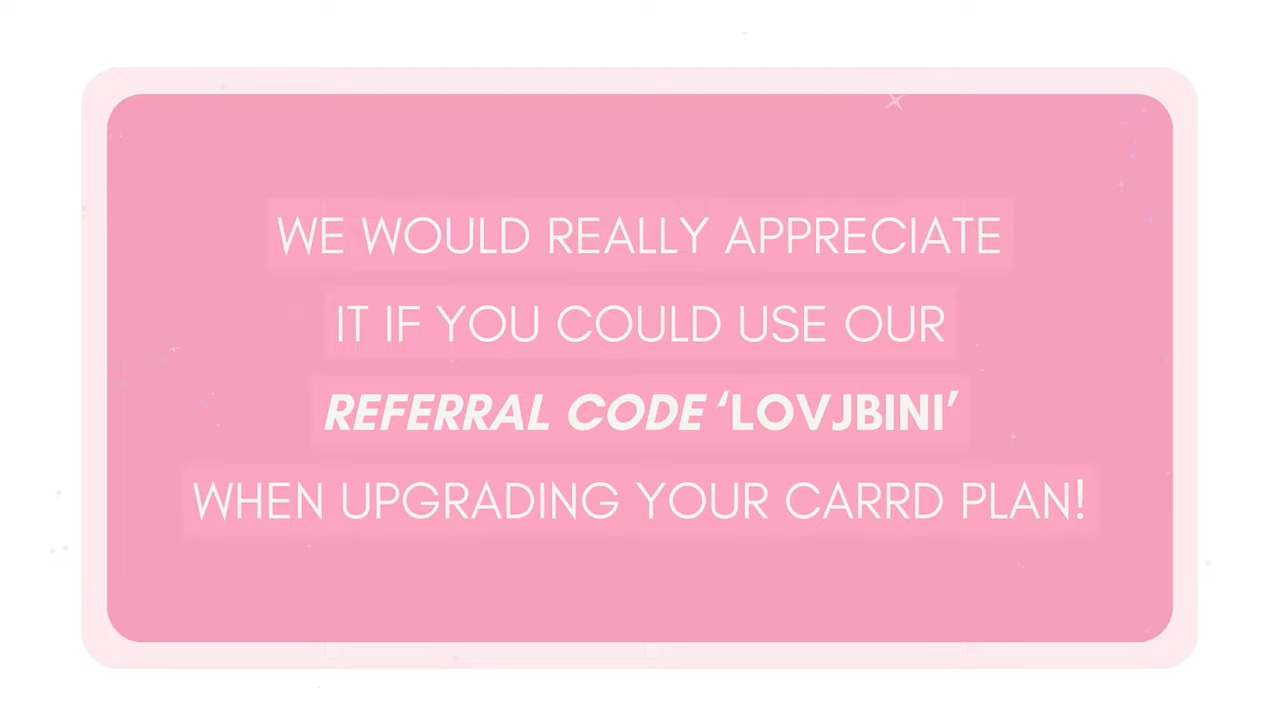 WE WOULD REALLY APPRECIATE
IT IF YOU COULD USE OUR
REFERRAL CODE ‘LOVJBINI’
WHEN UPGRADING YOUR CARRD PLAN!